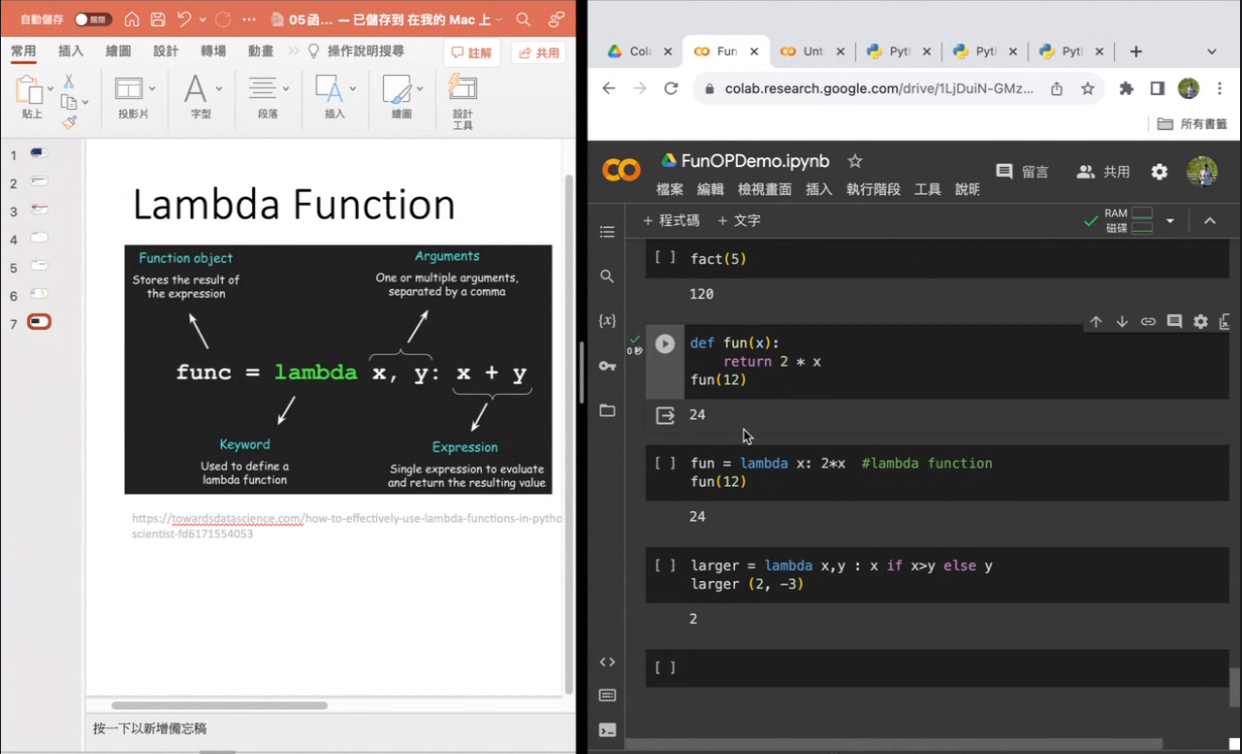 自動儲存
關閉
05函... — 已儲存到 在我的 Mac 上
常用 插入 繪圖 設計 轉場 動畫 操作說明搜尋 註解 共用
貼上 投影片 字型 段落 插入 繪圖 設計
工具
1
2
3
4
5
6
7
Lambda Function
Function object
Stores the result of
the expression
Arguments
One or multiple arguments,
separated by a comma
func = lambda x, y: x + y
Keyword
Used to define a
lambda function
Expression
Single expression to evaluate
and return the resulting value
https://towardsdatascience.com/how-to-effectively-use-lambda-functions-in-pytho
scientist-fd6171554053
按一下以新增備忘稿
Cola Fun Unt Pyt Pyt Pyt
colab.research.google.com/drive/1LjDuiN-GMz...
所有書籤
FunOPDemo.ipynb
留言 共用
檔案 編輯 檢視畫面 插入 執行階段 工具 說明
+ 程式碼 + 文字
RAM
磁碟
[ ] fact(5)
120
0 秒
def fun(x):
return 2 * x
fun(12)
24
[ ] fun = lambda x: 2*x #lambda function
fun(12)
24
[ ] larger = lambda x,y : x if x>y else y
larger (2, -3)
2
[ ]
{x}